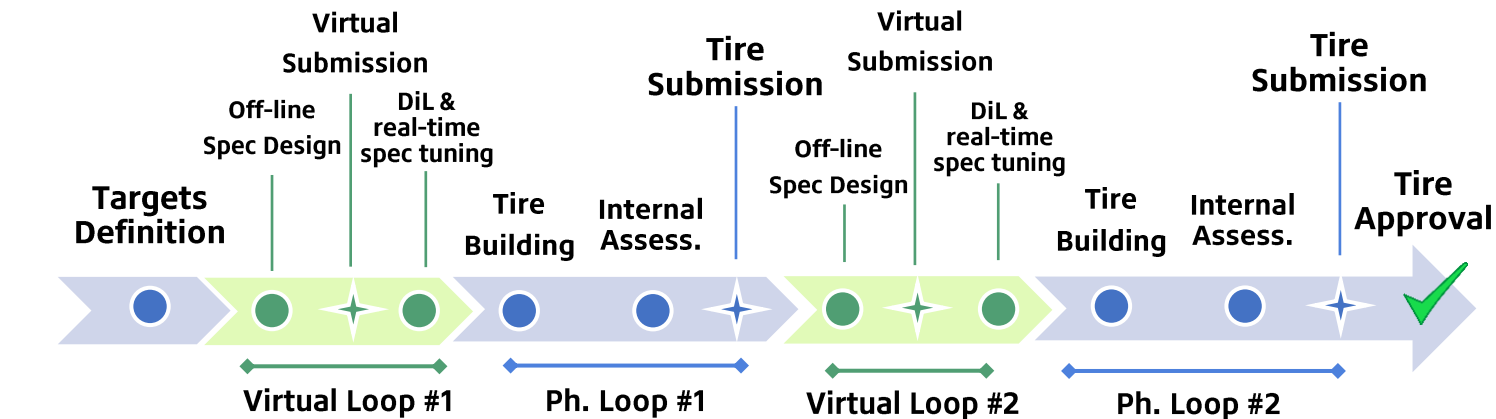 Targets
Definition
Off-line
Spec Design
Virtual
Submission
DiL &
real-time
spec tuning
Tire
Building
Internal
Assess.
Tire
Submission
Off-line
Spec Design
Virtual
Submission
DiL &
real-time
spec tuning
Tire
Building
Internal
Assess.
Tire
Submission
Tire
Approval
Virtual Loop #1
Ph. Loop #1
Virtual Loop #2
Ph. Loop #2